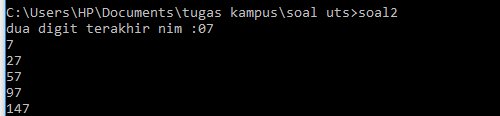 C:\Users\HP\Documents\tugas kampus\soal uts>soal2
dua digit terakhir nim :07
7
27
57
97
147